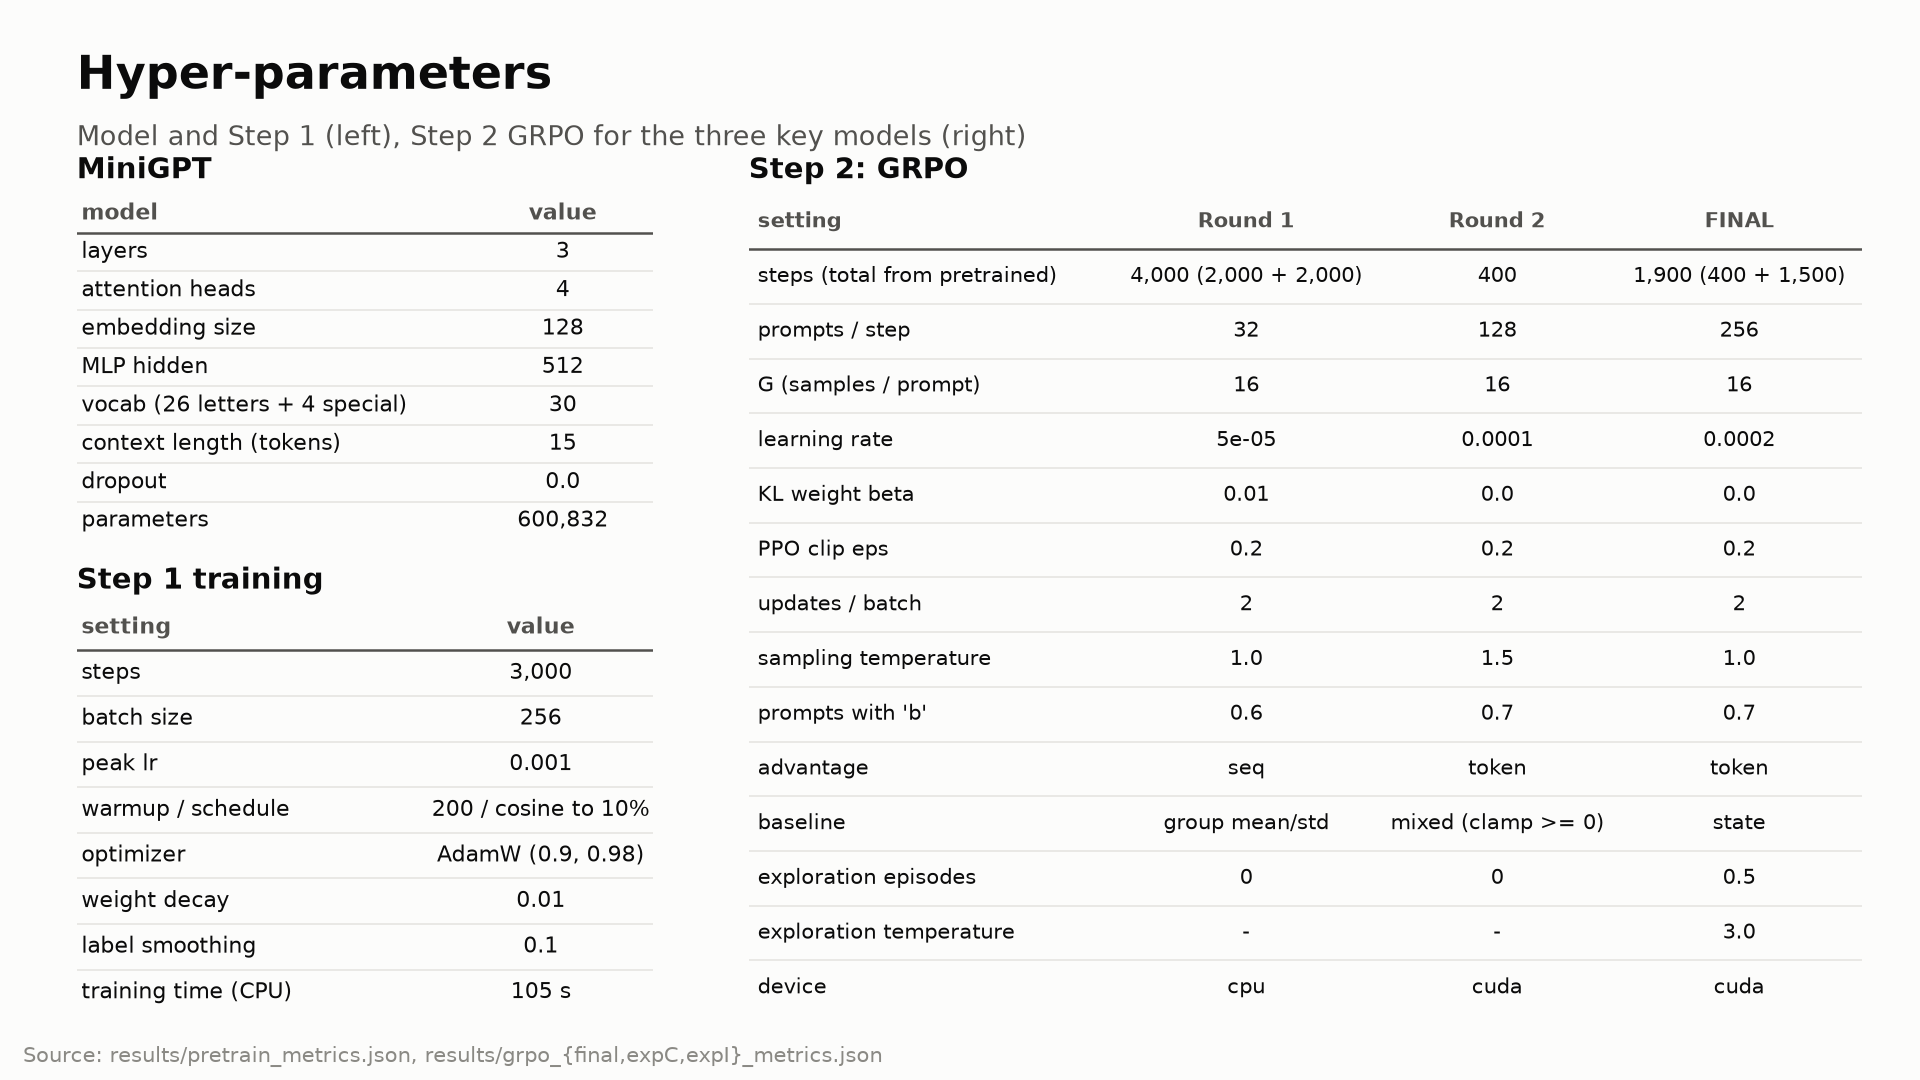 Hyper-parameters
Model and Step 1 (left), Step 2 GRPO for the three key models (right)
MiniGPT
model value
layers 3
attention heads 4
embedding size 128
MLP hidden 512
vocab (26 letters + 4 special) 30
context length (tokens) 15
dropout 0.0
parameters 600,832
Step 1 training
setting value
steps 3,000
batch size 256
peak lr 0.001
warmup / schedule 200 / cosine to 10%
optimizer AdamW (0.9, 0.98)
weight decay 0.01
label smoothing 0.1
training time (CPU) 105 s
Step 2: GRPO
setting Round 1 Round 2 FINAL
steps (total from pretrained) 4,000 (2,000 + 2,000) 400 1,900 (400 + 1,500)
prompts / step 32 128 256
G (samples / prompt) 16 16 16
learning rate 5e-05 0.0001 0.0002
KL weight beta 0.01 0.0 0.0
PPO clip eps 0.2 0.2 0.2
updates / batch 2 2 2
sampling temperature 1.0 1.5 1.0
prompts with 'b' 0.6 0.7 0.7
advantage seq token token
baseline group mean/std mixed (clamp >= 0) state
exploration episodes 0 0 0.5
exploration temperature - - 3.0
device cpu cuda cuda
Source: results/pretrain_metrics.json, results/grpo_{final,expC,expI}_metrics.json